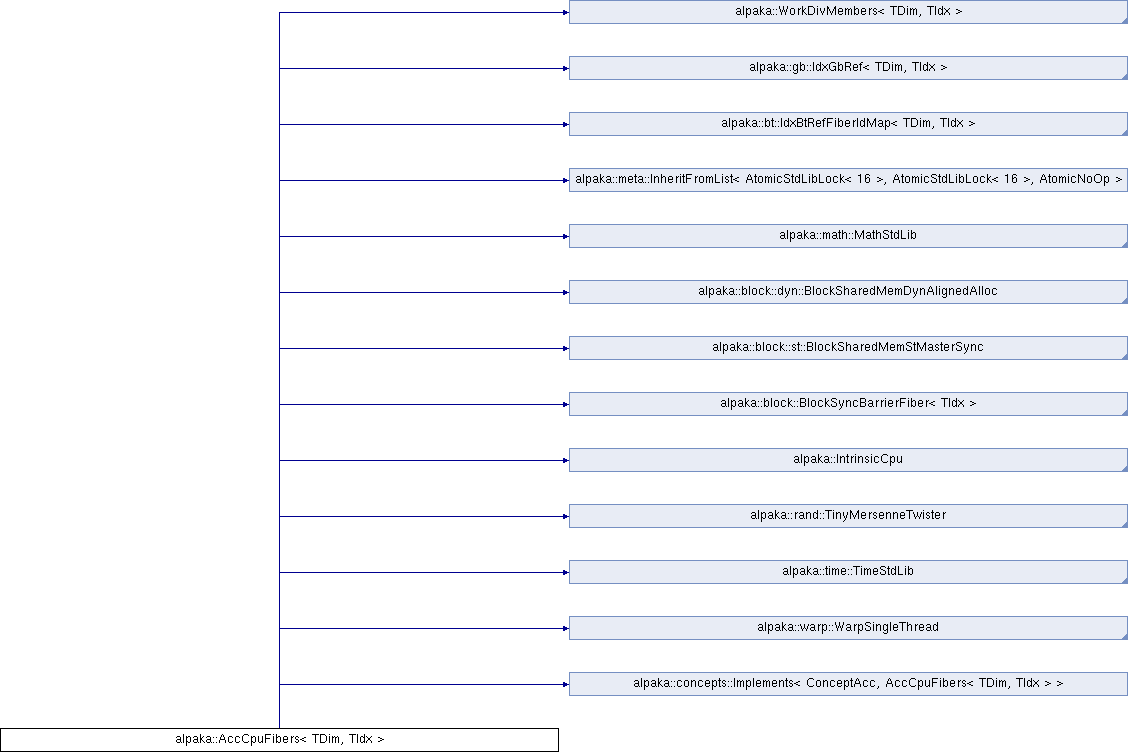 alpaka::WorkDivMembers< TDim, TIdx >
alpaka::gb::IdxGbRef< TDim, TIdx >
alpaka::bt::IdxBtRefFiberIdMap< TDim, TIdx >
alpaka::meta::InheritFromList< AtomicStdLibLock< 16 >, AtomicStdLibLock< 16 >, AtomicNoOp >
alpaka::math::MathStdLib
alpaka::block::dyn::BlockSharedMemDynAlignedAlloc
alpaka::block::st::BlockSharedMemStMasterSync
alpaka::block::BlockSyncBarrierFiber< TIdx >
alpaka::IntrinsicCpu
alpaka::rand::TinyMersenneTwister
alpaka::time::TimeStdLib
alpaka::warp::WarpSingleThread
alpaka::concepts::Implements< ConceptAcc, AccCpuFibers< TDim, TIdx > >
alpaka::AccCpuFibers< TDim, TIdx >